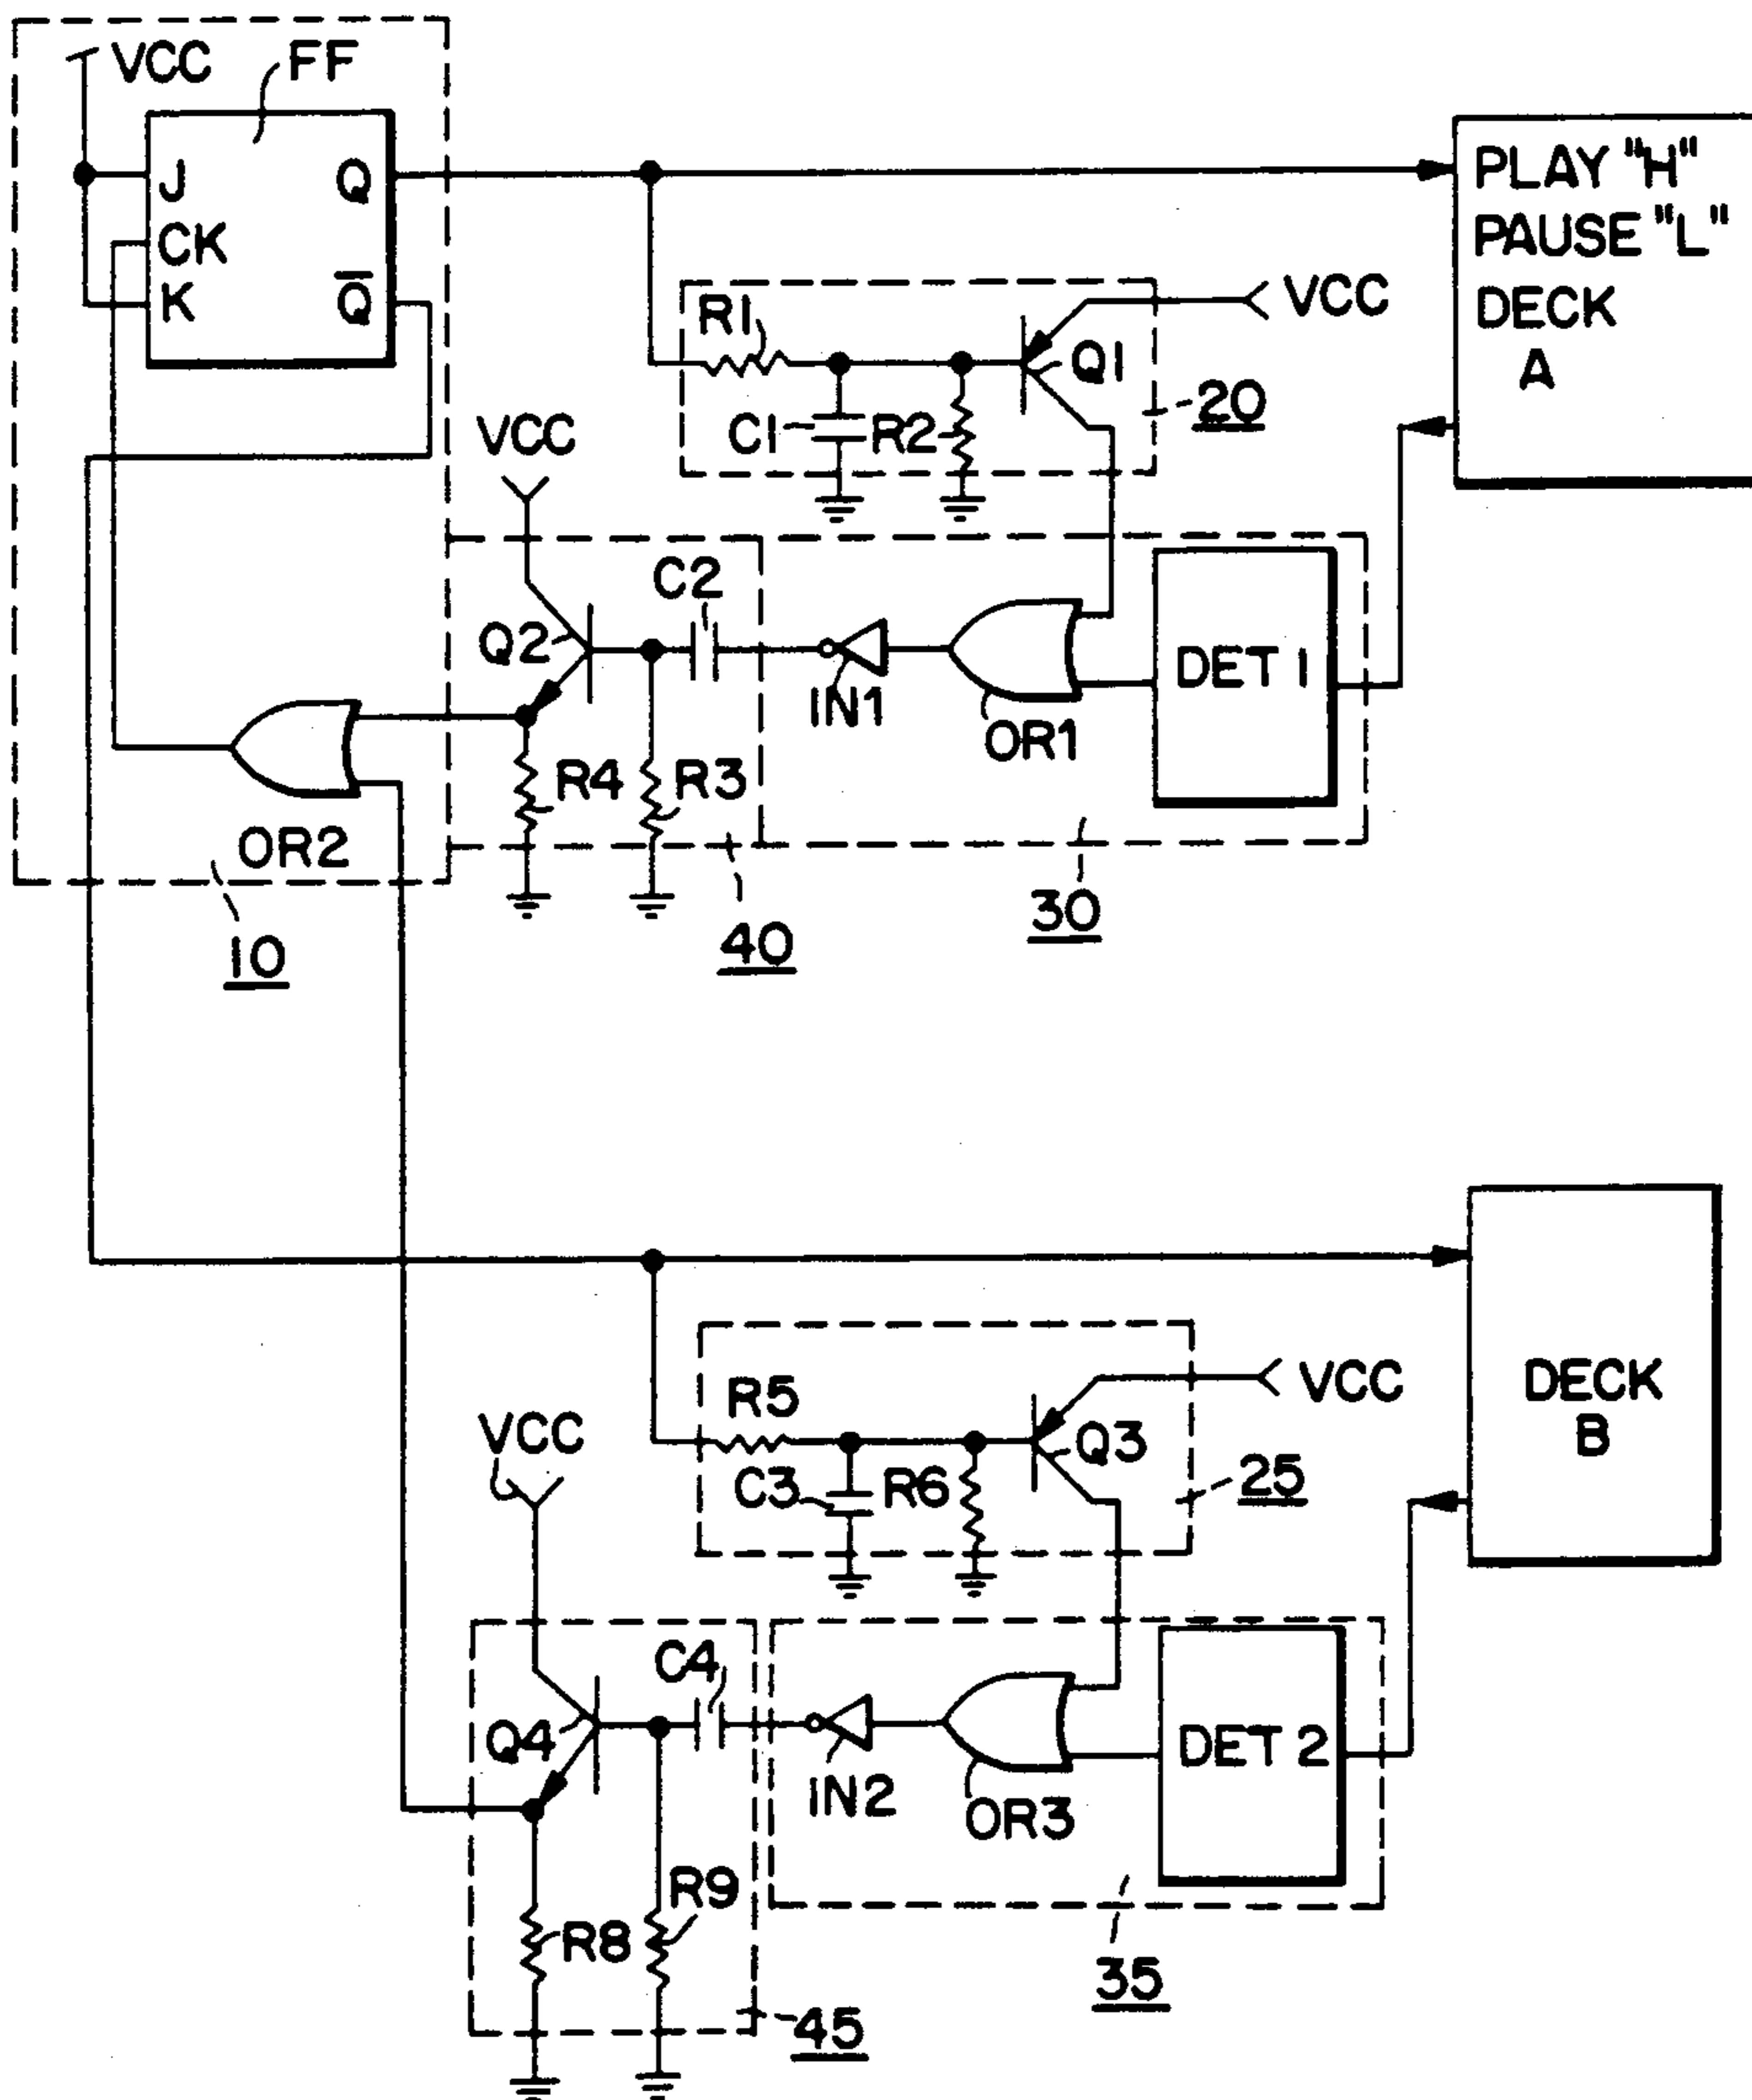 VCC
FF
J
Q
CK
K
Q̅
PLAY "H"
PAUSE "L"
DECK
A
R1
VCC
Q1
C1
R2
20
VCC
C2
Q2
IN1
OR1
DET 1
R4
R3
OR2
10
40
30
DECK
B
R5
VCC
Q3
C3
R6
25
VCC
C4
Q4
IN2
OR3
DET 2
R8
R9
35
45